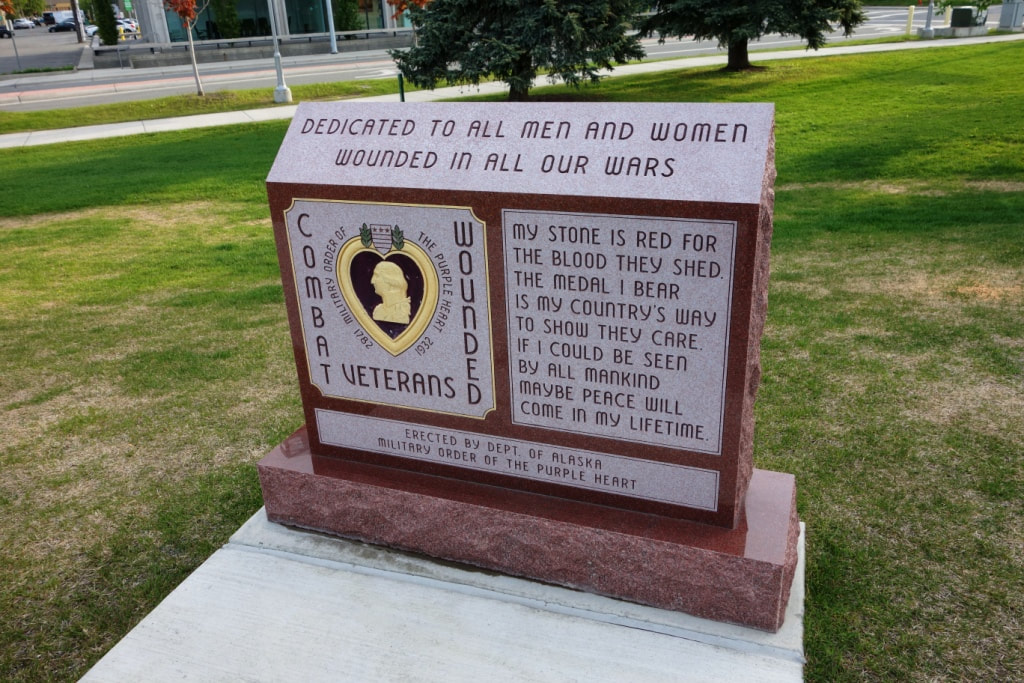 DEDICATED TO ALL MEN AND WOMEN
WOUNDED IN ALL OUR WARS
COMBAT
WOUNDED
VETERANS
MILITARY ORDER OF
THE PURPLE HEART
1782
1932
MY STONE IS RED FOR
THE BLOOD THEY SHED.
THE MEDAL I BEAR
IS MY COUNTRY'S WAY
TO SHOW THEY CARE.
IF I COULD BE SEEN
BY ALL MANKIND
MAYBE PEACE WILL
COME IN MY LIFETIME.
ERECTED BY DEPT. OF ALASKA
MILITARY ORDER OF THE PURPLE HEART